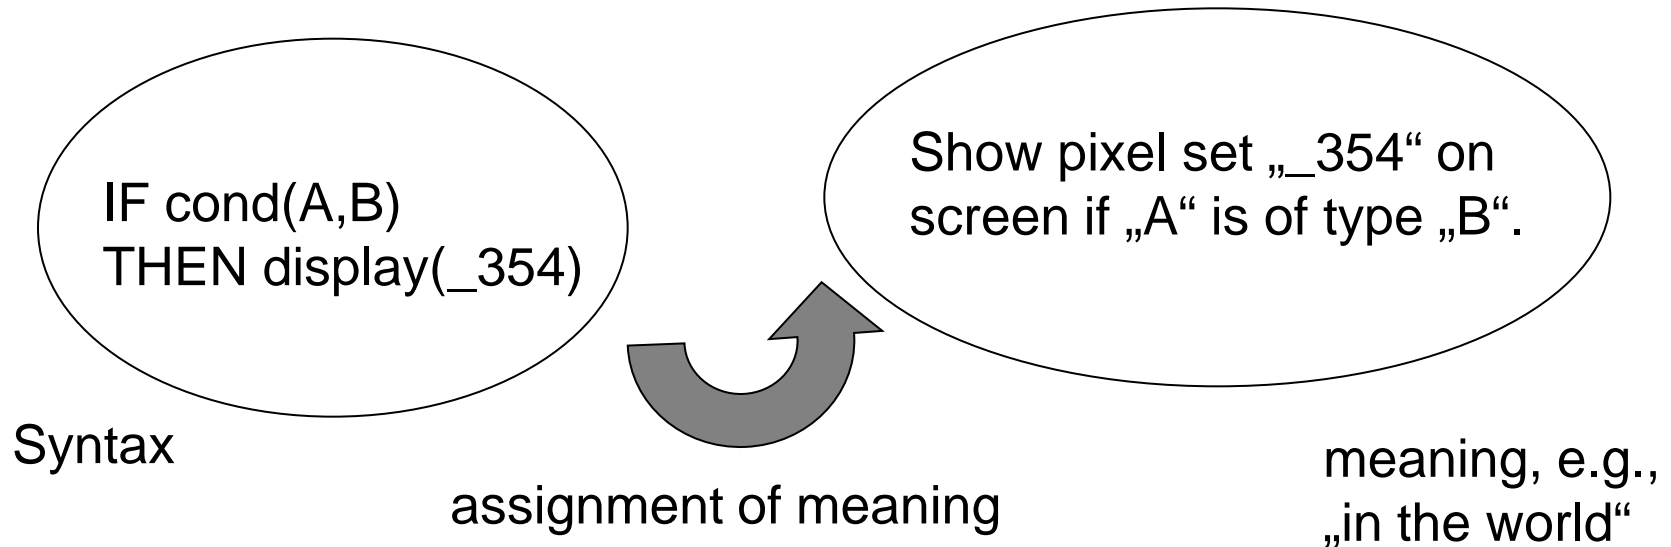 IF cond(A,B)
THEN display(_354)
Show pixel set „_354“ on
screen if „A“ is of type „B“.
Syntax
assignment of meaning
meaning, e.g.,
„in the world“